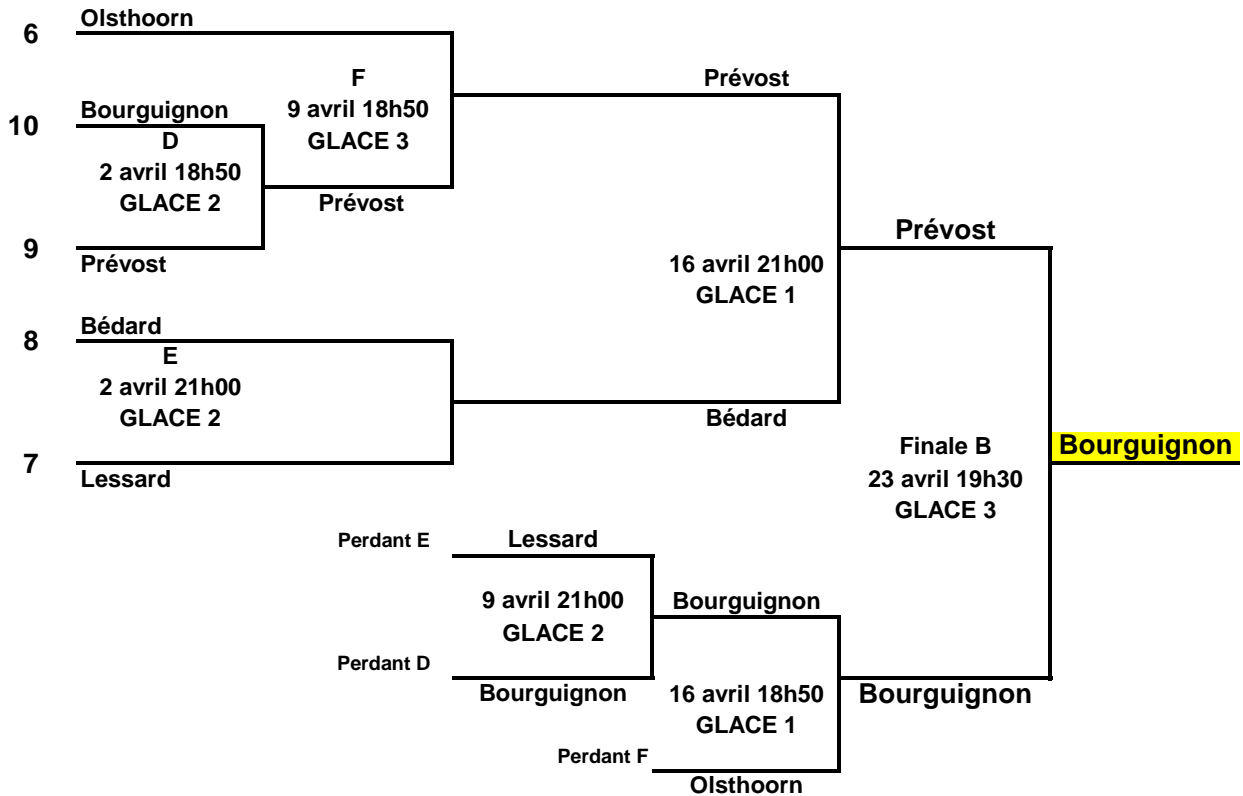 Olsthoorn
6
F
9 avril 18h50
GLACE 3
Prévost
Bourguignon
10
D
2 avril 18h50
GLACE 2
Prévost
9
Prévost
Prévost
16 avril 21h00
GLACE 1
Bédard
8
E
2 avril 21h00
GLACE 2
Bédard
7
Lessard
Finale B
23 avril 19h30
GLACE 3
Bourguignon
Perdant E
Lessard
9 avril 21h00
GLACE 2
Bourguignon
Perdant D
Bourguignon
16 avril 18h50
GLACE 1
Bourguignon
Perdant F
Olsthoorn